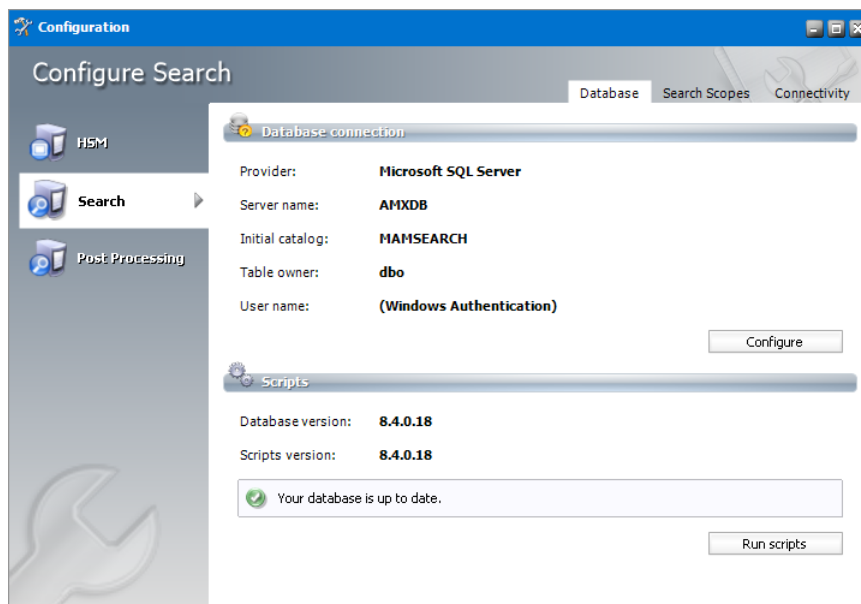 Configuration
Configure Search
Database Search Scopes Connectivity
HSM
Search
Post Processing
Database connection
Provider: Microsoft SQL Server
Server name: AMXDB
Initial catalog: MAMSEARCH
Table owner: dbo
User name: (Windows Authentication)
Configure
Scripts
Database version: 8.4.0.18
Scripts version: 8.4.0.18
Your database is up to date.
Run scripts